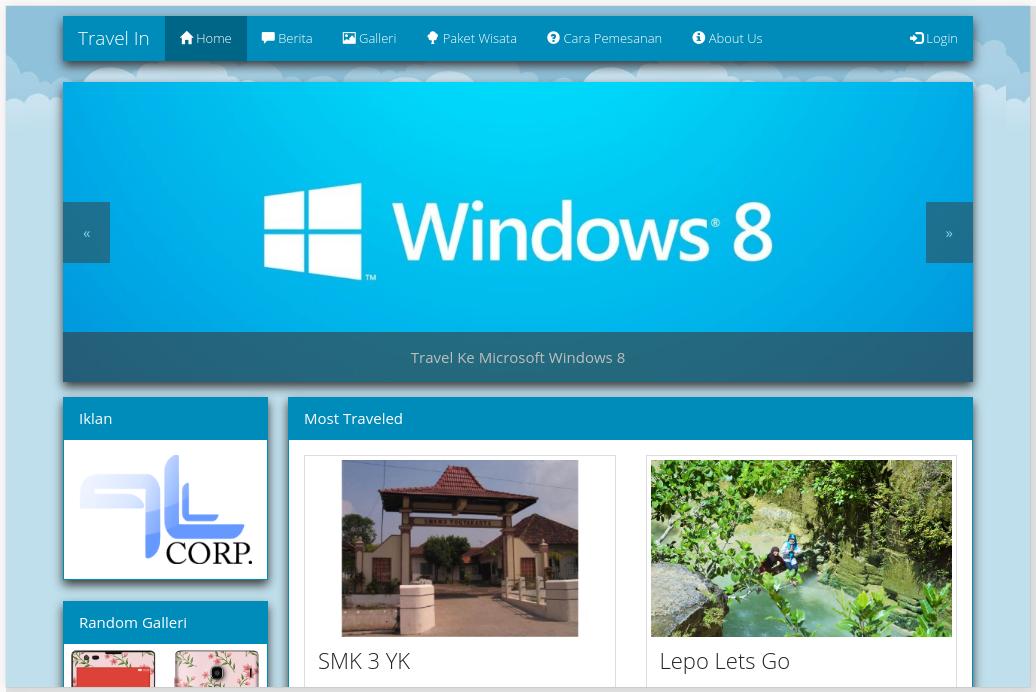 Travel In
Home
Berita
Galleri
Paket Wisata
Cara Pemesanan
About Us
Login
Windows® 8
™
«
»
Travel Ke Microsoft Windows 8
Iklan
Most Traveled
CORP.
SMK 3 YK
Lepo Lets Go
Random Galleri